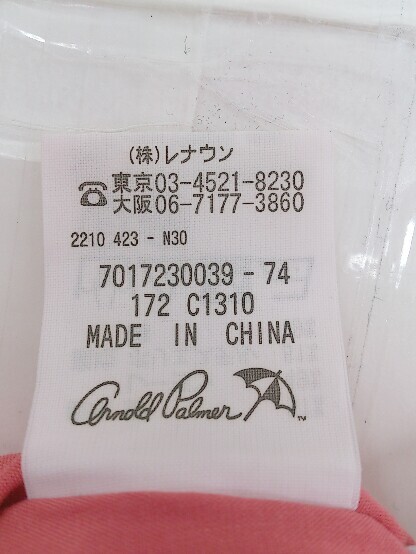 (株)レナウン
☎東京03-4521-8230
大阪06-7177-3860
2210 423 - N30
7017230039 - 74
172 C1310
MADE IN CHINA
Arnold Palmer™